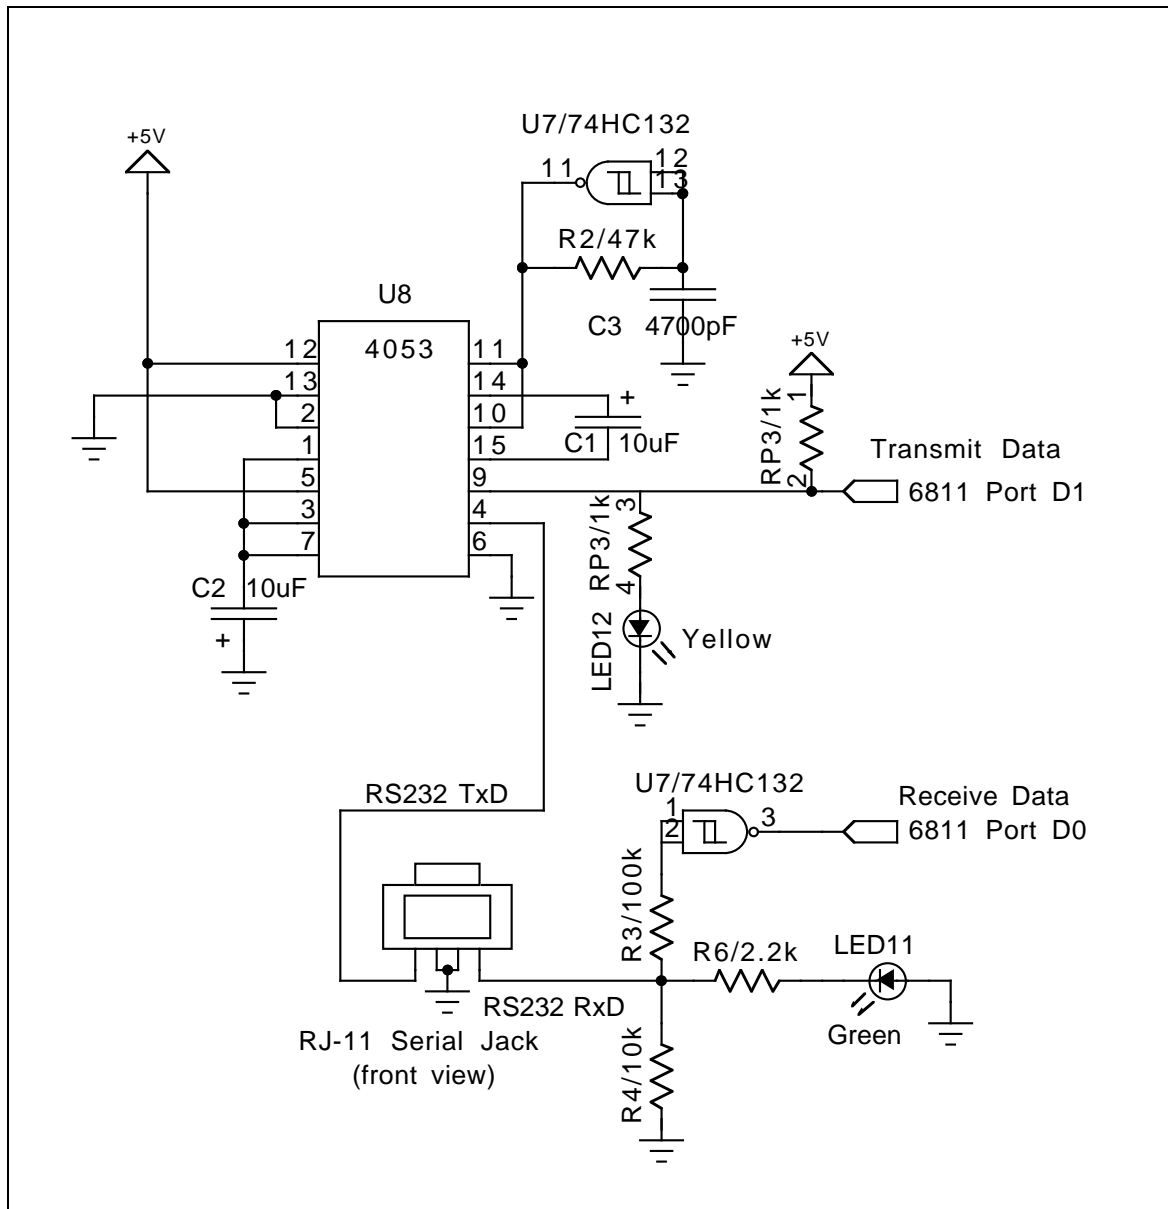 +5V
U7/74HC132
11
12
13
R2/47k
C3 4700pF
U8
4053
12
13
2
1
5
3
7
11
14
10
15
9
4
6
+
C1 10uF
C2 10uF
+
+5V
1
RP3/1k
2
Transmit Data
6811 Port D1
3
RP3/1k
4
LED12
Yellow
RS232 TxD
U7/74HC132
1
2
3
Receive Data
6811 Port D0
R3/100k
R6/2.2k
LED11
Green
RS232 RxD
R4/10k
RJ-11 Serial Jack
(front view)